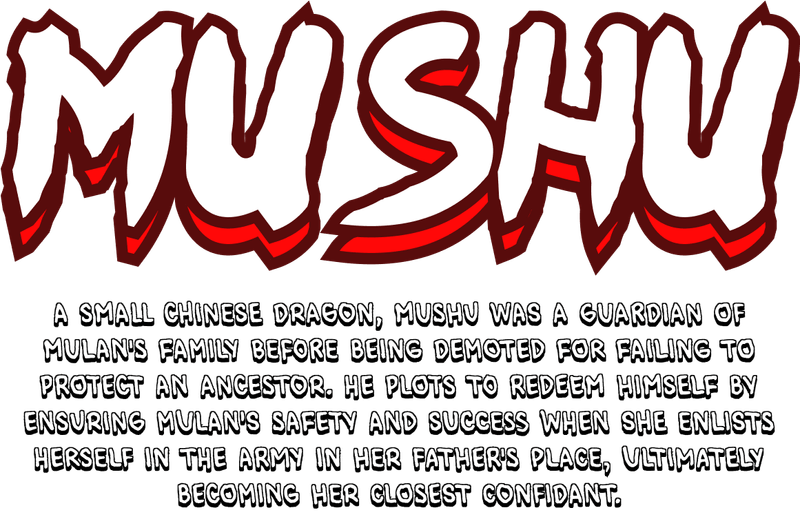 MUSHU
A SMALL CHINESE DRAGON, MUSHU WAS A GUARDIAN OF
MULAN'S FAMILY BEFORE BEING DEMOTED FOR FAILING TO
PROTECT AN ANCESTOR. HE PLOTS TO REDEEM HIMSELF BY
ENSURING MULAN'S SAFETY AND SUCCESS WHEN SHE ENLISTS
HERSELF IN THE ARMY IN HER FATHER'S PLACE, ULTIMATELY
BECOMING HER CLOSEST CONFIDANT.